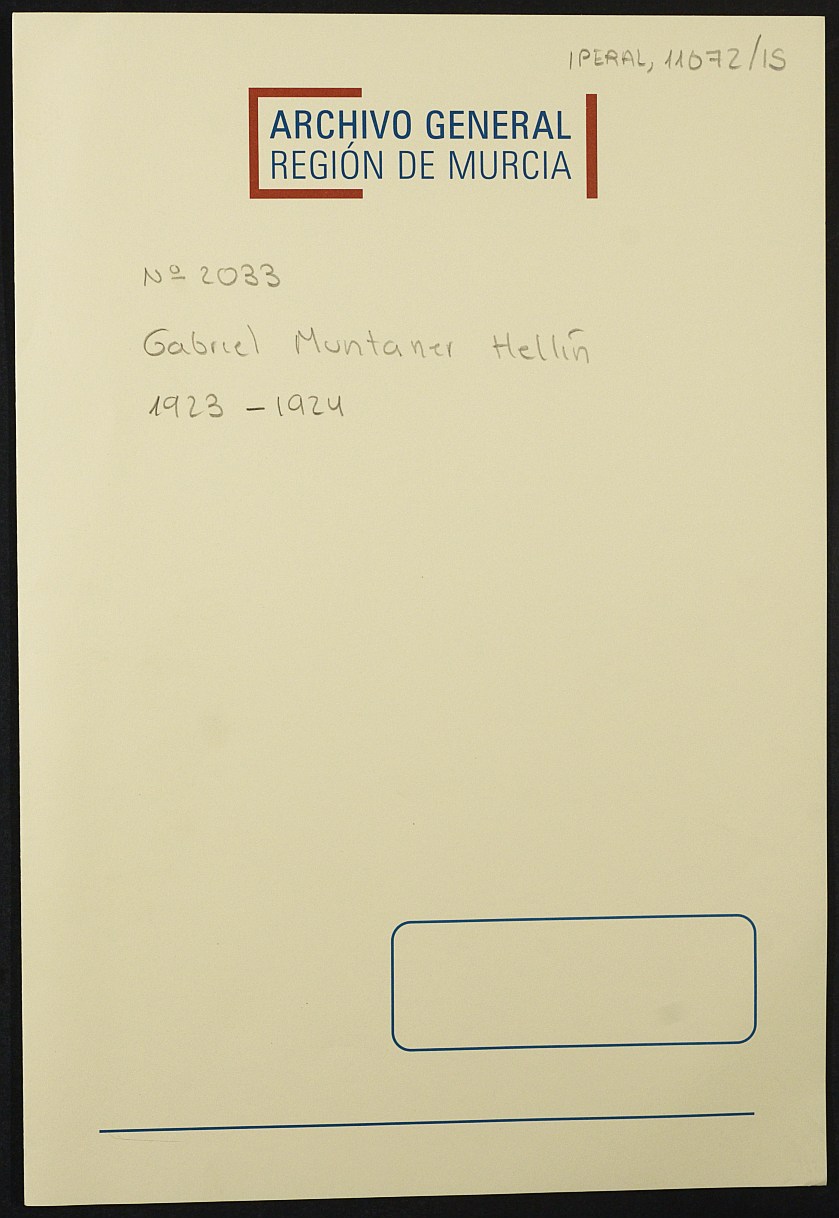 IPERAL, 11072/15
ARCHIVO GENERAL
REGIÓN DE MURCIA
Nº 2033
Gabriel Muntaner Hellín
1923 - 1924